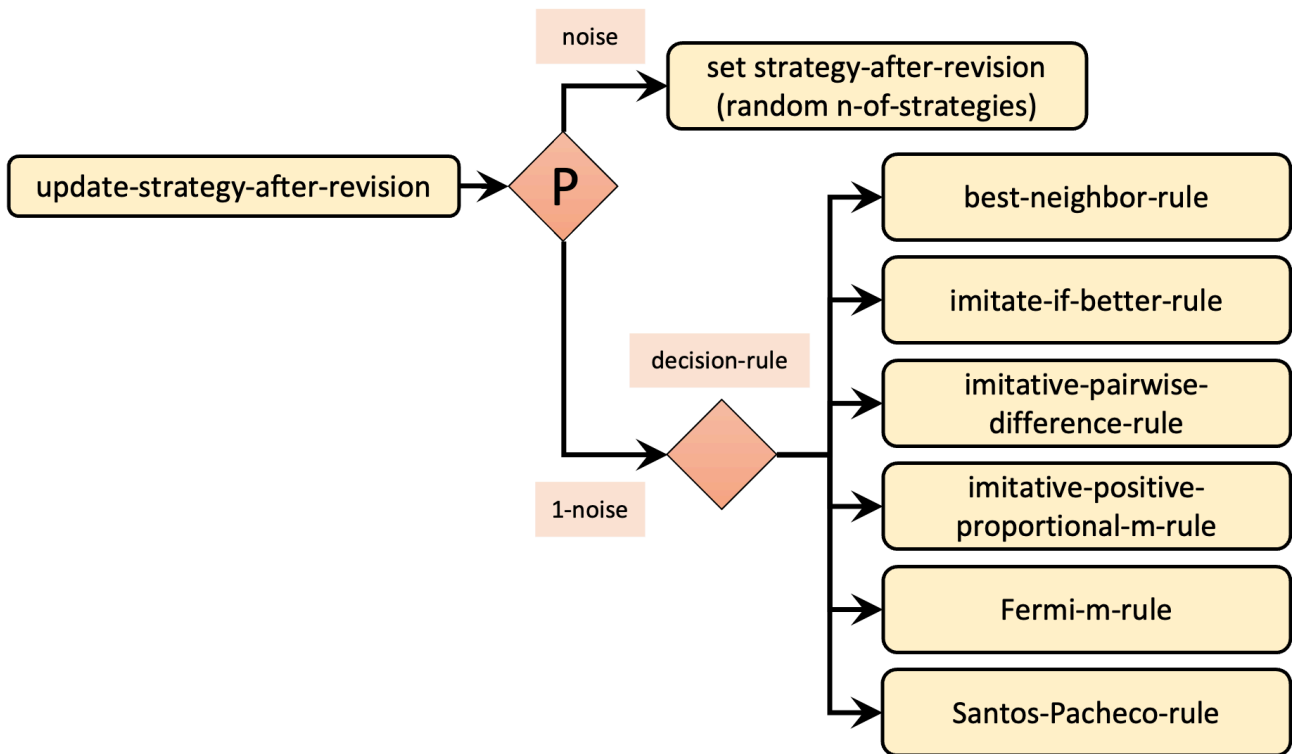 noise
set strategy-after-revision
(random n-of-strategies)
update-strategy-after-revision
P
best-neighbor-rule
imitate-if-better-rule
decision-rule
imitative-pairwise-
difference-rule
1-noise
imitative-positive-
proportional-m-rule
Fermi-m-rule
Santos-Pacheco-rule